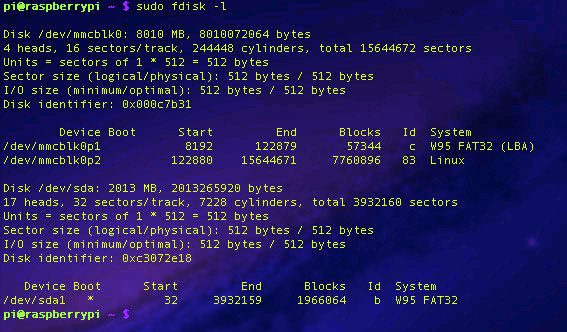 pi@raspberrypi ~ $ sudo fdisk -l
Disk /dev/mmcblk0: 8010 MB, 8010072064 bytes
4 heads, 16 sectors/track, 244448 cylinders, total 15644672 sectors
Units = sectors of 1 * 512 = 512 bytes
Sector size (logical/physical): 512 bytes / 512 bytes
I/O size (minimum/optimal): 512 bytes / 512 bytes
Disk identifier: 0x000c7b31
Device Boot Start End Blocks Id System
/dev/mmcblk0p1 8192 122879 57344 c W95 FAT32 (LBA)
/dev/mmcblk0p2 122880 15644671 7760896 83 Linux
Disk /dev/sda: 2013 MB, 2013265920 bytes
17 heads, 32 sectors/track, 7228 cylinders, total 3932160 sectors
Units = sectors of 1 * 512 = 512 bytes
Sector size (logical/physical): 512 bytes / 512 bytes
I/O size (minimum/optimal): 512 bytes / 512 bytes
Disk identifier: 0xc3072e18
Device Boot Start End Blocks Id System
/dev/sda1 * 32 3932159 1966064 b W95 FAT32
pi@raspberrypi ~ $